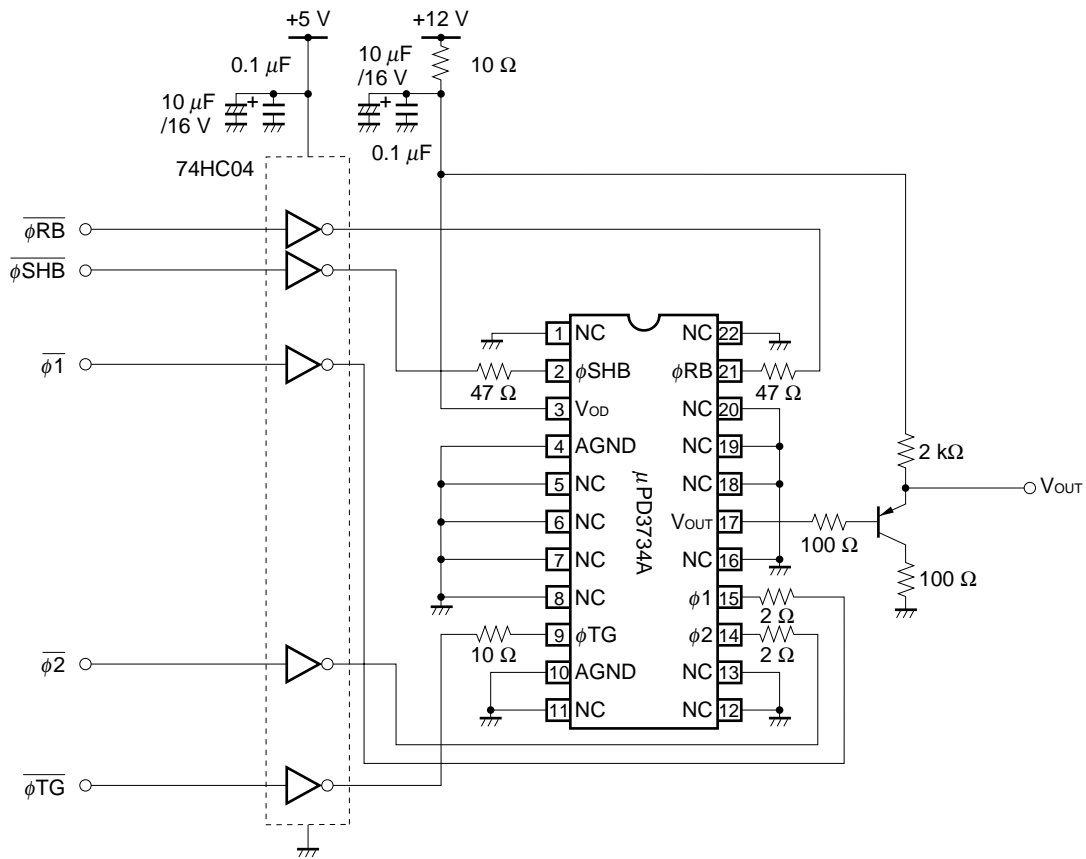 +5 V
+12 V
0.1 μF
10 μF
/16 V
+
10 μF
/16 V
+
10 Ω
0.1 μF
74HC04
φRB
φSHB
φ1
φ2
φTG
1 NC
2 φSHB
3 VOD
4 AGND
5 NC
6 NC
7 NC
8 NC
9 φTG
10 AGND
11 NC
47 Ω
10 Ω
μPD3734A
NC 22
φRB 21
NC 20
NC 19
NC 18
VOUT 17
NC 16
φ1 15
φ2 14
NC 13
NC 12
47 Ω
100 Ω
2 Ω
2 Ω
2 kΩ
VOUT
100 Ω